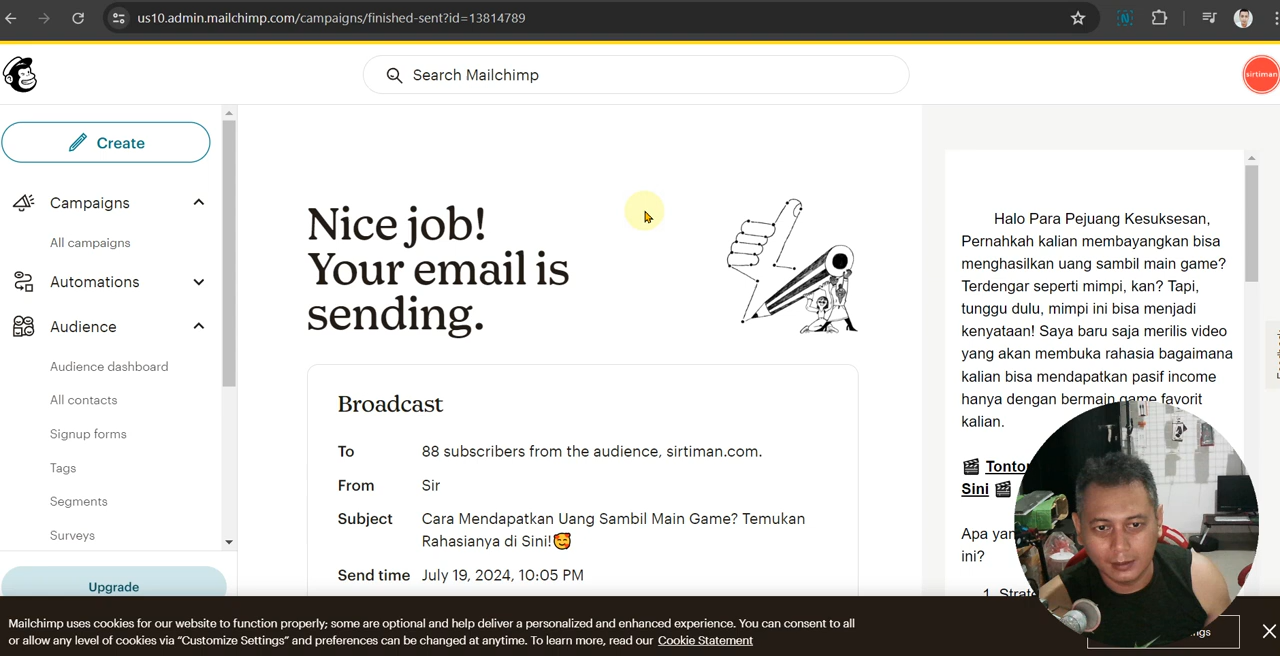 us10.admin.mailchimp.com/campaigns/finished-sent?id=13814789
Search Mailchimp
sirtiman
Create
Campaigns
All campaigns
Automations
Audience
Audience dashboard
All contacts
Signup forms
Tags
Segments
Surveys
Upgrade
Nice job!
Your email is
sending.
Broadcast
To 88 subscribers from the audience, sirtiman.com.
From Sir
Subject Cara Mendapatkan Uang Sambil Main Game? Temukan
Rahasianya di Sini!🥰
Send time July 19, 2024, 10:05 PM
Halo Para Pejuang Kesuksesan,
Pernahkah kalian membayangkan bisa
menghasilkan uang sambil main game?
Terdengar seperti mimpi, kan? Tapi,
tunggu dulu, mimpi ini bisa menjadi
kenyataan! Saya baru saja merilis video
yang akan membuka rahasia bagaimana
kalian bisa mendapatkan pasif income
hanya dengan bermain game favorit
kalian.
🎬
Sini 🎬
Apa
ini?
1.
Mailchimp uses cookies for our website to function properly; some are optional and help deliver a personalized and enhanced experience. You can consent to all
or allow any level of cookies via “Customize Settings” and preferences can be changed at anytime. To learn more, read our Cookie Statement